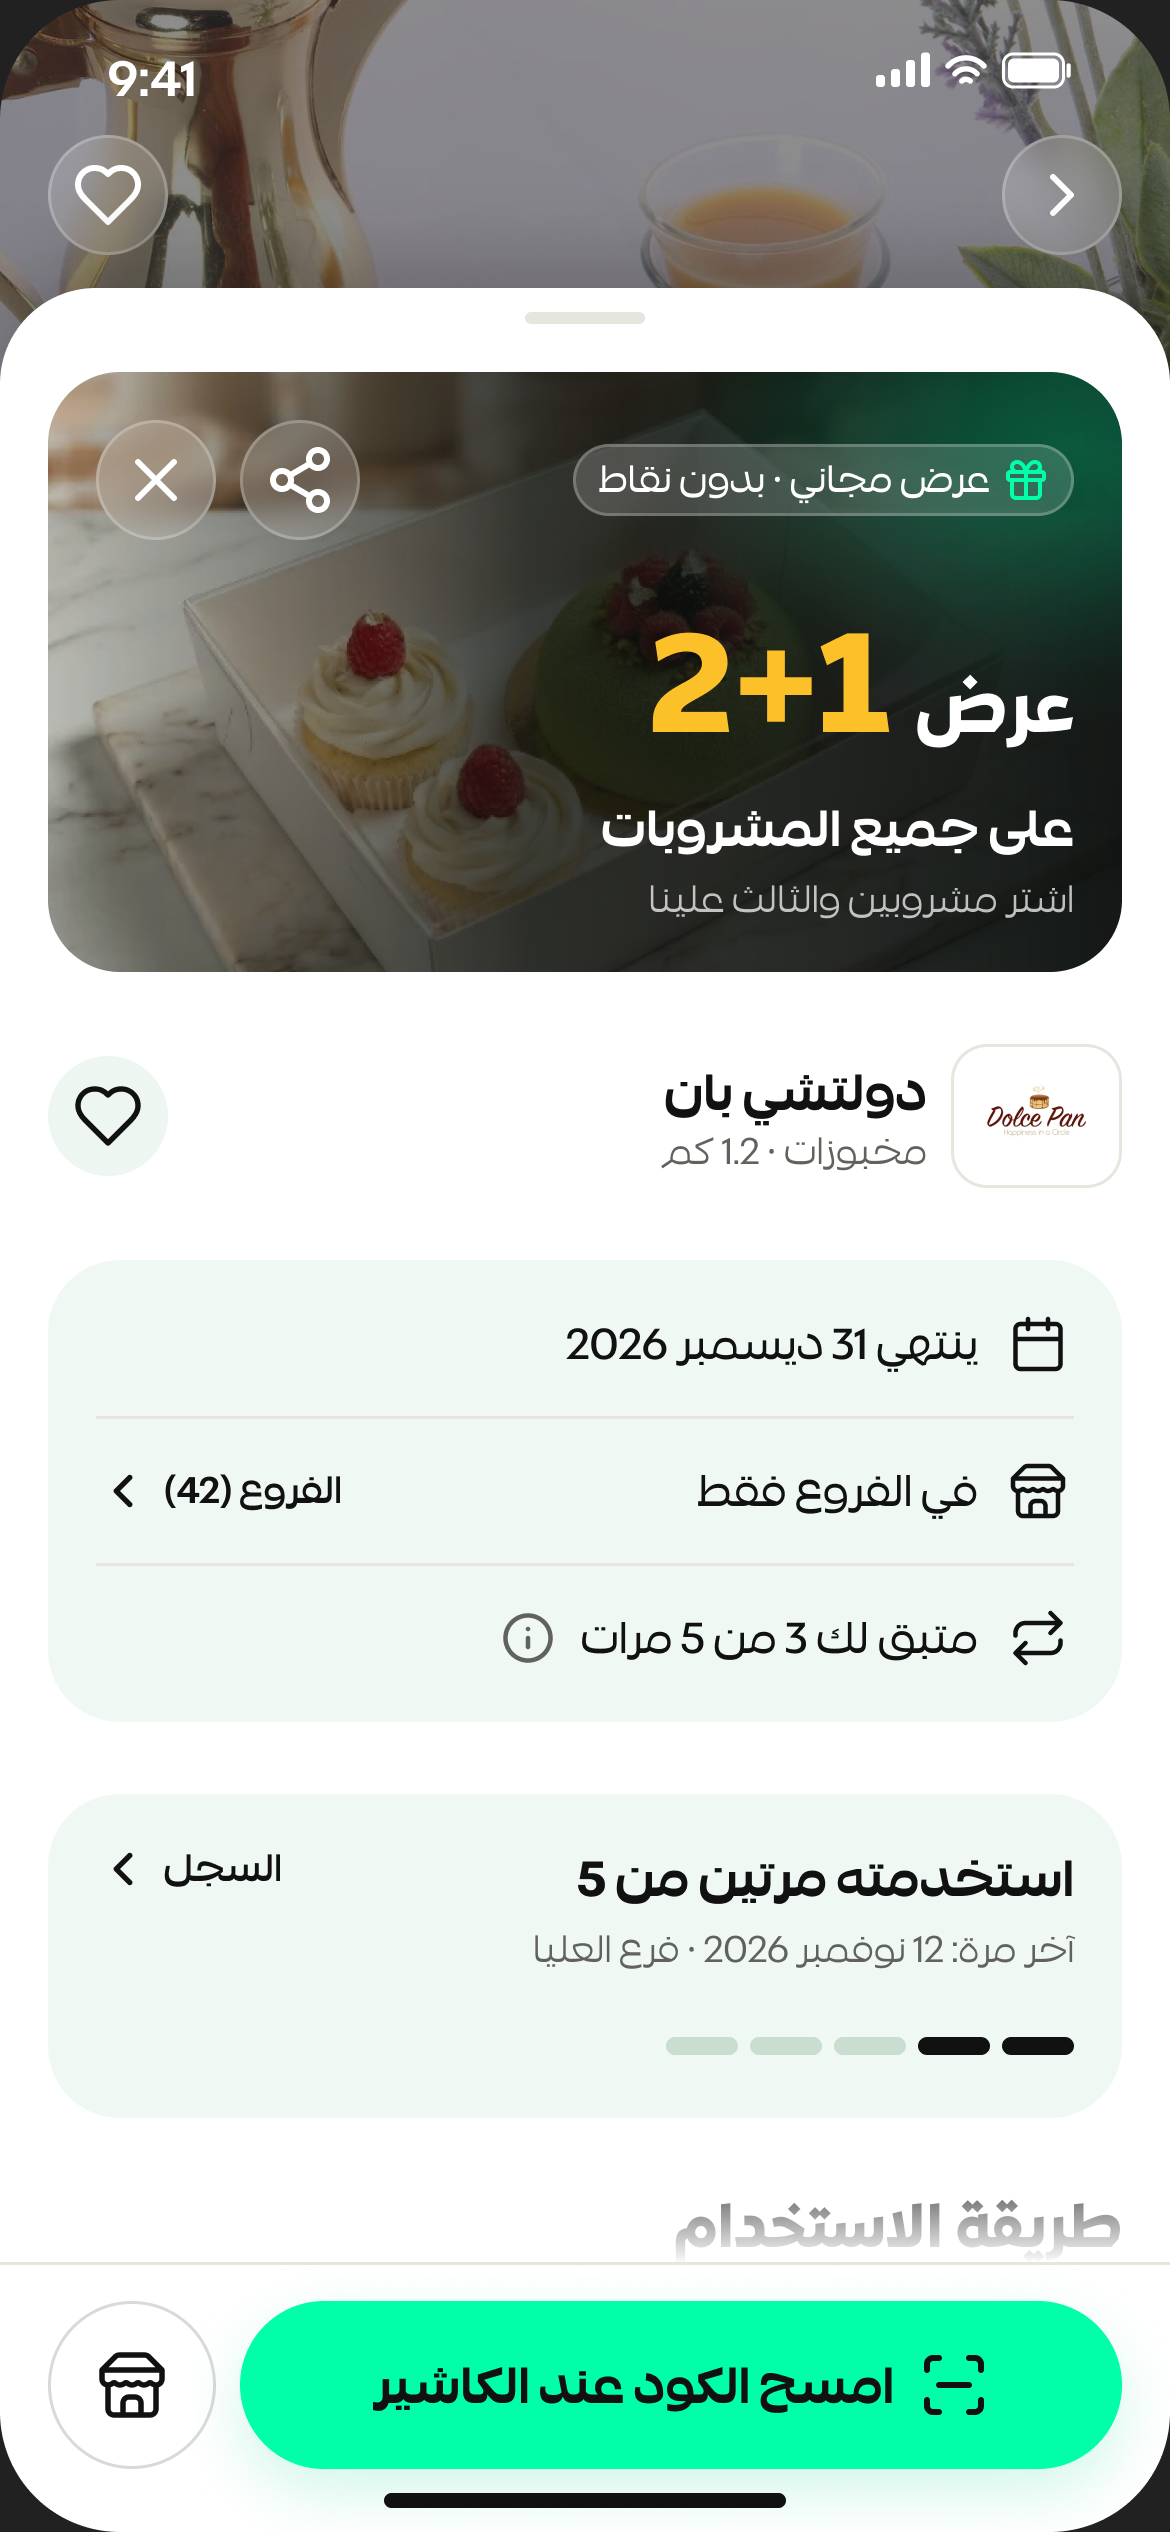 9:41
عرض مجاني · بدون نقاط
عرض 2+1
على جميع المشروبات
اشتر مشروبين والثالث علينا
Dolce Pan
Happiness in a Circle
دولتشي بان
مخبوزات · 1.2 كم
ينتهي 31 ديسمبر 2026
في الفروع فقط
الفروع (42)
متبق لك 3 من 5 مرات
استخدمته مرتين من 5
السجل
آخر مرة: 12 نوفمبر 2026 · فرع العليا
طريقة الاستخدام
امسح الكود عند الكاشير